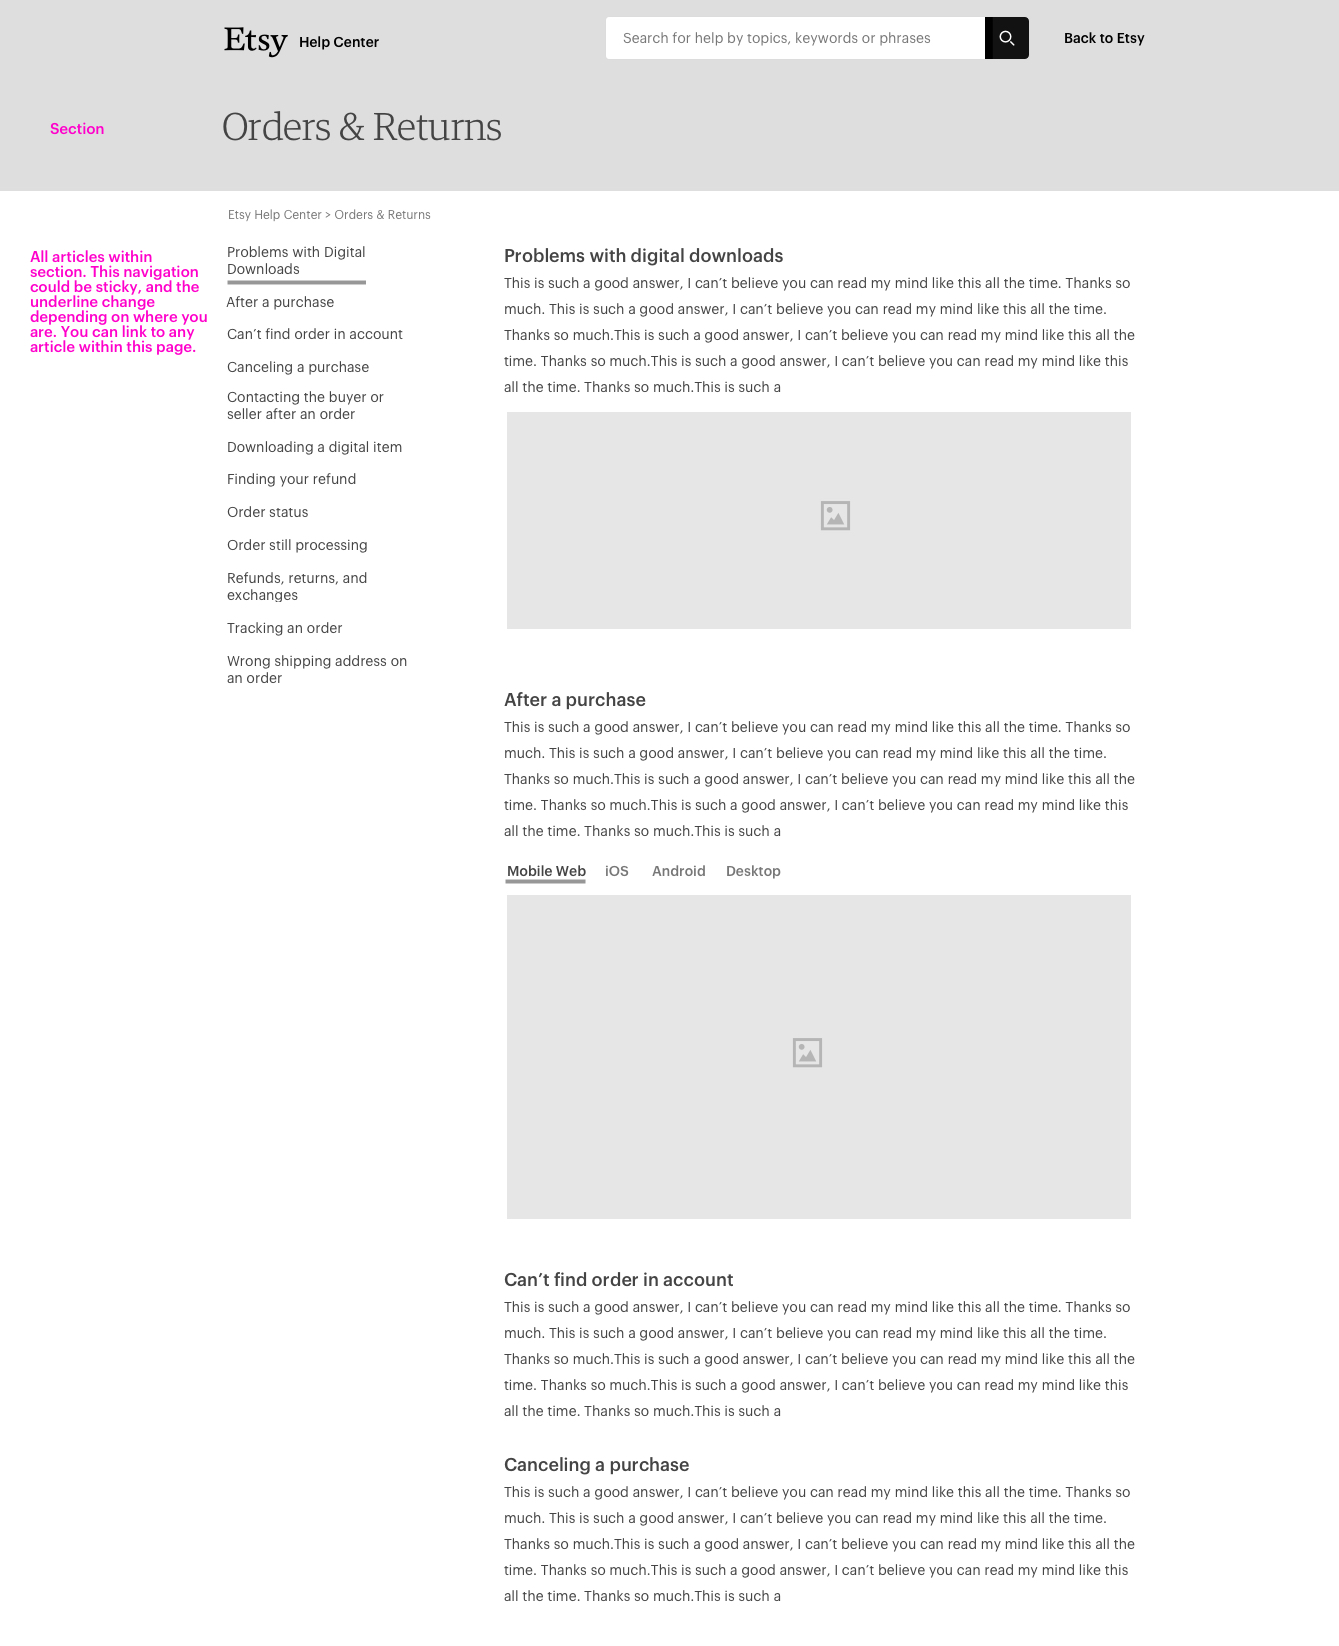 Etsy Help Center
Search for help by topics, keywords or phrases
Back to Etsy
Section
Orders & Returns
Etsy Help Center > Orders & Returns
All articles within
section. This navigation
could be sticky, and the
underline change
depending on where you
are. You can link to any
article within this page.
Problems with Digital
Downloads
After a purchase
Can’t find order in account
Canceling a purchase
Contacting the buyer or
seller after an order
Downloading a digital item
Finding your refund
Order status
Order still processing
Refunds, returns, and
exchanges
Tracking an order
Wrong shipping address on
an order
Problems with digital downloads
This is such a good answer, I can’t believe you can read my mind like this all the time. Thanks so
much. This is such a good answer, I can’t believe you can read my mind like this all the time.
Thanks so much.This is such a good answer, I can’t believe you can read my mind like this all the
time. Thanks so much.This is such a good answer, I can’t believe you can read my mind like this
all the time. Thanks so much.This is such a
After a purchase
This is such a good answer, I can’t believe you can read my mind like this all the time. Thanks so
much. This is such a good answer, I can’t believe you can read my mind like this all the time.
Thanks so much.This is such a good answer, I can’t believe you can read my mind like this all the
time. Thanks so much.This is such a good answer, I can’t believe you can read my mind like this
all the time. Thanks so much.This is such a
Mobile Web iOS Android Desktop
Can’t find order in account
This is such a good answer, I can’t believe you can read my mind like this all the time. Thanks so
much. This is such a good answer, I can’t believe you can read my mind like this all the time.
Thanks so much.This is such a good answer, I can’t believe you can read my mind like this all the
time. Thanks so much.This is such a good answer, I can’t believe you can read my mind like this
all the time. Thanks so much.This is such a
Canceling a purchase
This is such a good answer, I can’t believe you can read my mind like this all the time. Thanks so
much. This is such a good answer, I can’t believe you can read my mind like this all the time.
Thanks so much.This is such a good answer, I can’t believe you can read my mind like this all the
time. Thanks so much.This is such a good answer, I can’t believe you can read my mind like this
all the time. Thanks so much.This is such a